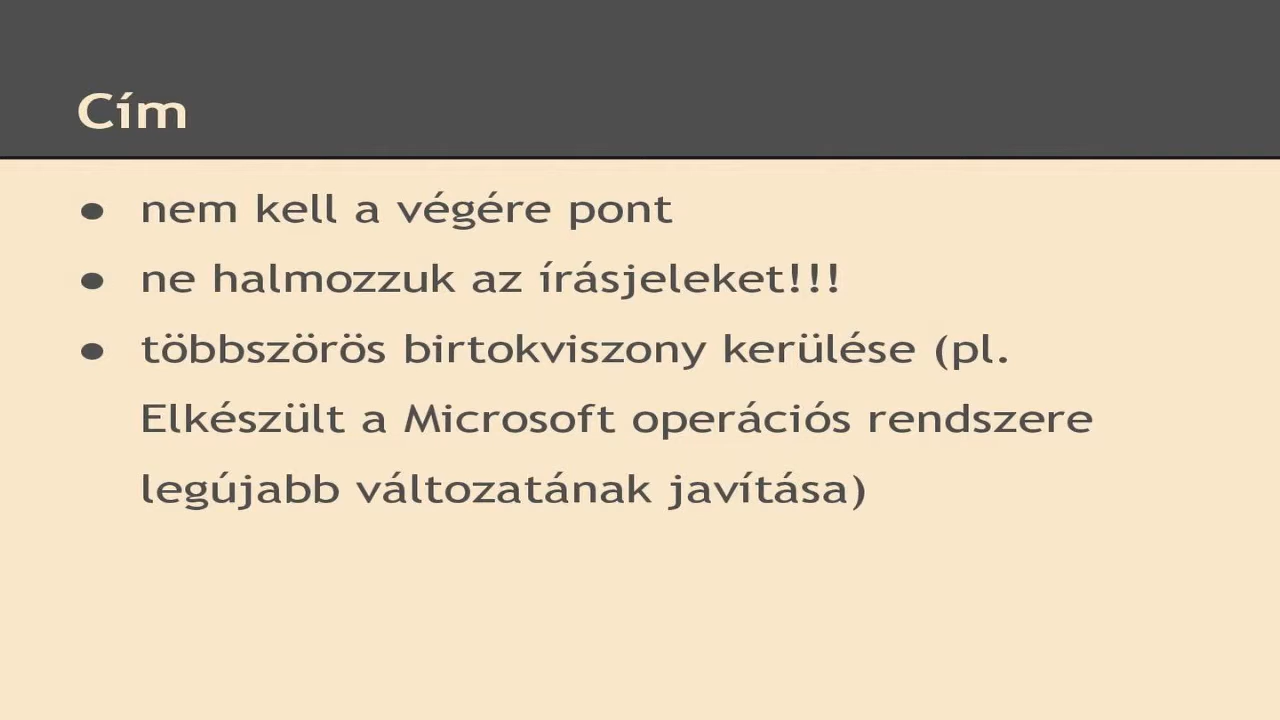 Cím
● nem kell a végére pont
● ne halmozzuk az írásjeleket!!!
● többszörös birtokviszony kerülése (pl.
Elkészült a Microsoft operációs rendszere
legújabb változatának javítása)